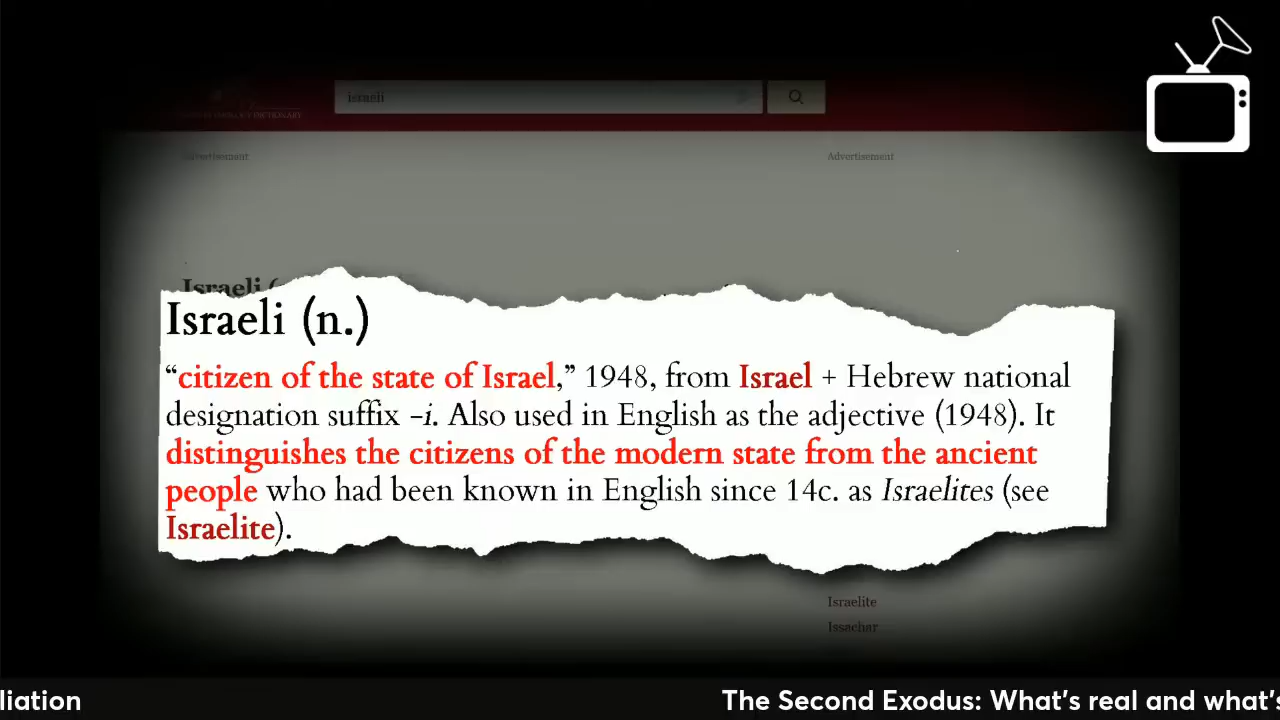 israeli
Advertisement
Advertisement
Israeli (
Israeli (n.)
“citizen of the state of Israel,” 1948, from Israel + Hebrew national
designation suffix -i. Also used in English as the adjective (1948). It
distinguishes the citizens of the modern state from the ancient
people who had been known in English since 14c. as Israelites (see
Israelite).
Israelite
Issachar
liation
The Second Exodus: What’s real and what’s